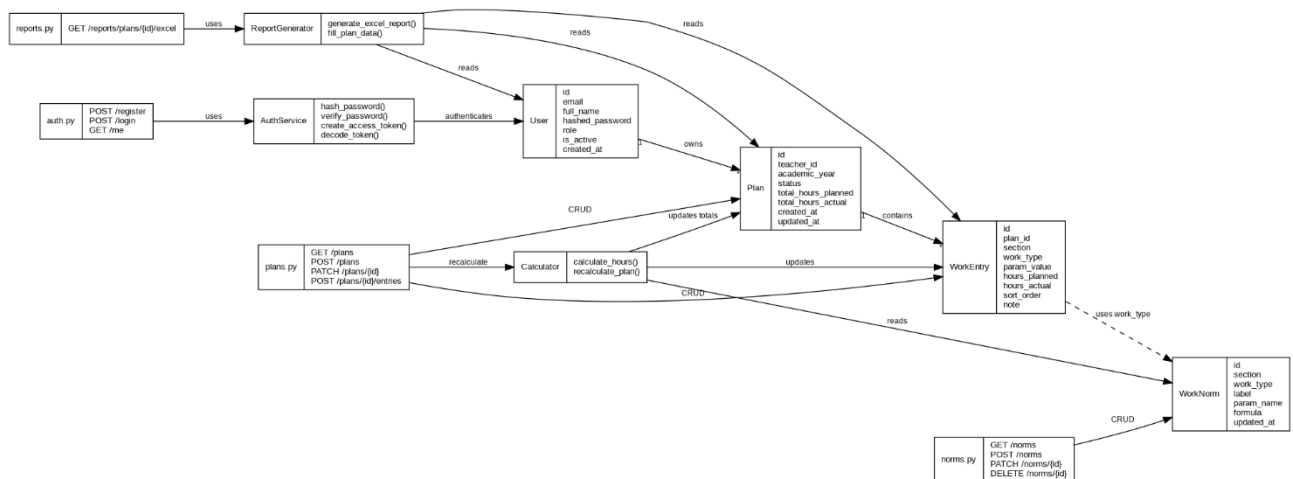 reports.py
GET /reports/plans/{id}/excel
uses
ReportGenerator
generate_excel_report()
fill_plan_data()
reads
reads
reads
auth.py
POST /register
POST /login
GET /me
uses
AuthService
hash_password()
verify_password()
create_access_token()
decode_token()
authenticates
User
id
email
full_name
hashed_password
role
is_active
created_at
1
owns
Plan
id
teacher_id
academic_year
status
total_hours_planned
total_hours_actual
created_at
updated_at
1
contains
CRUD
updates totals
plans.py
GET /plans
POST /plans
PATCH /plans/{id}
POST /plans/{id}/entries
recalculate
Calculator
calculate_hours()
recalculate_plan()
updates
CRUD
reads
WorkEntry
id
plan_id
section
work_type
param_value
hours_planned
hours_actual
sort_order
note
uses work_type
WorkNorm
id
section
work_type
label
param_name
formula
updated_at
CRUD
norms.py
GET /norms
POST /norms
PATCH /norms/{id}
DELETE /norms/{id}